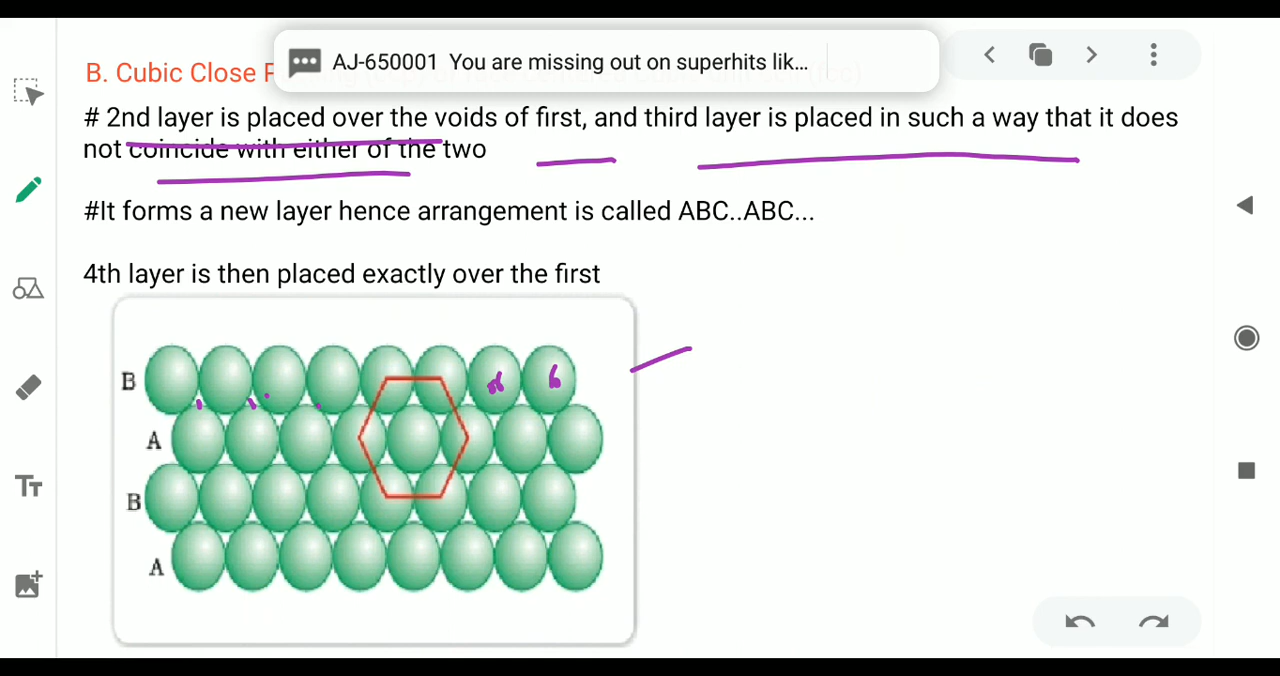 B. Cubic Close
AJ-650001 You are missing out on superhits lik...
# 2nd layer is placed over the voids of first, and third layer is placed in such a way that it does
not coincide with either of the two
#It forms a new layer hence arrangement is called ABC..ABC...
4th layer is then placed exactly over the first
B
A
B
A
Tт